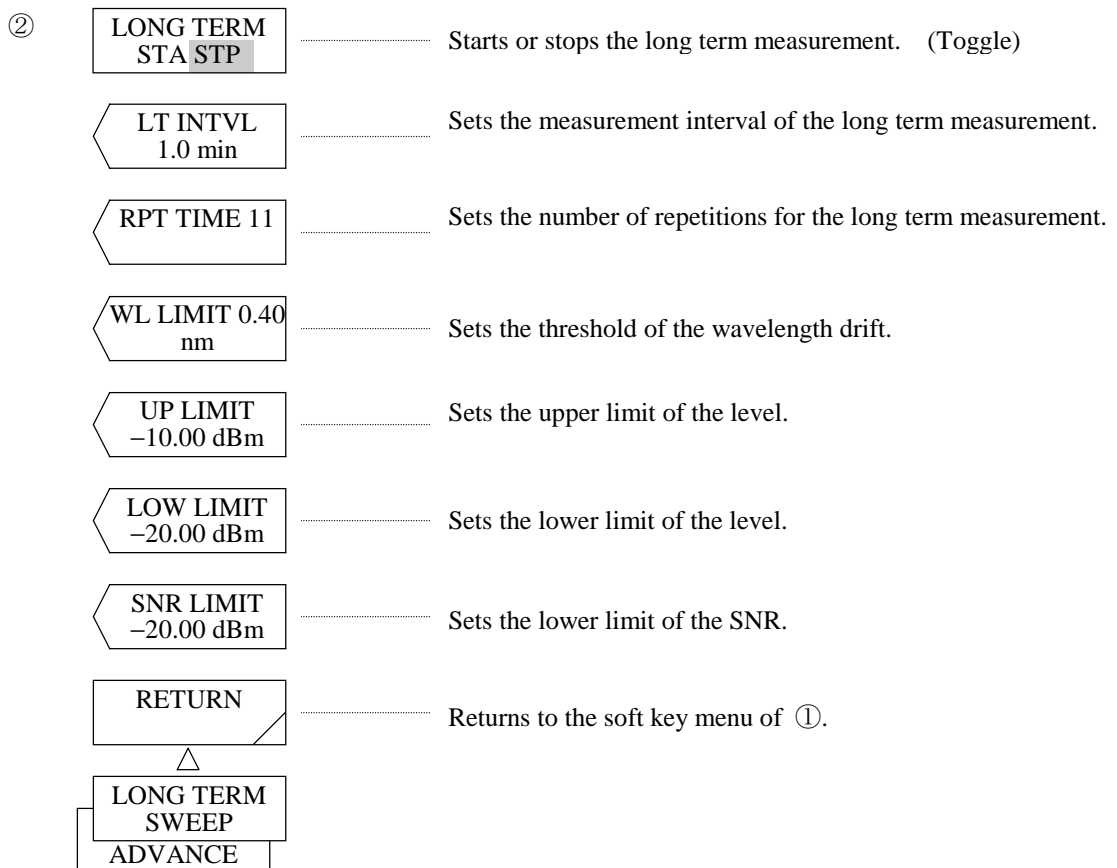 ②
LONG TERM
STA STP
Starts or stops the long term measurement. (Toggle)
LT INTVL
1.0 min
Sets the measurement interval of the long term measurement.
RPT TIME 11
Sets the number of repetitions for the long term measurement.
WL LIMIT 0.40
nm
Sets the threshold of the wavelength drift.
UP LIMIT
−10.00 dBm
Sets the upper limit of the level.
LOW LIMIT
−20.00 dBm
Sets the lower limit of the level.
SNR LIMIT
−20.00 dBm
Sets the lower limit of the SNR.
RETURN
Returns to the soft key menu of ①.
LONG TERM
SWEEP
ADVANCE